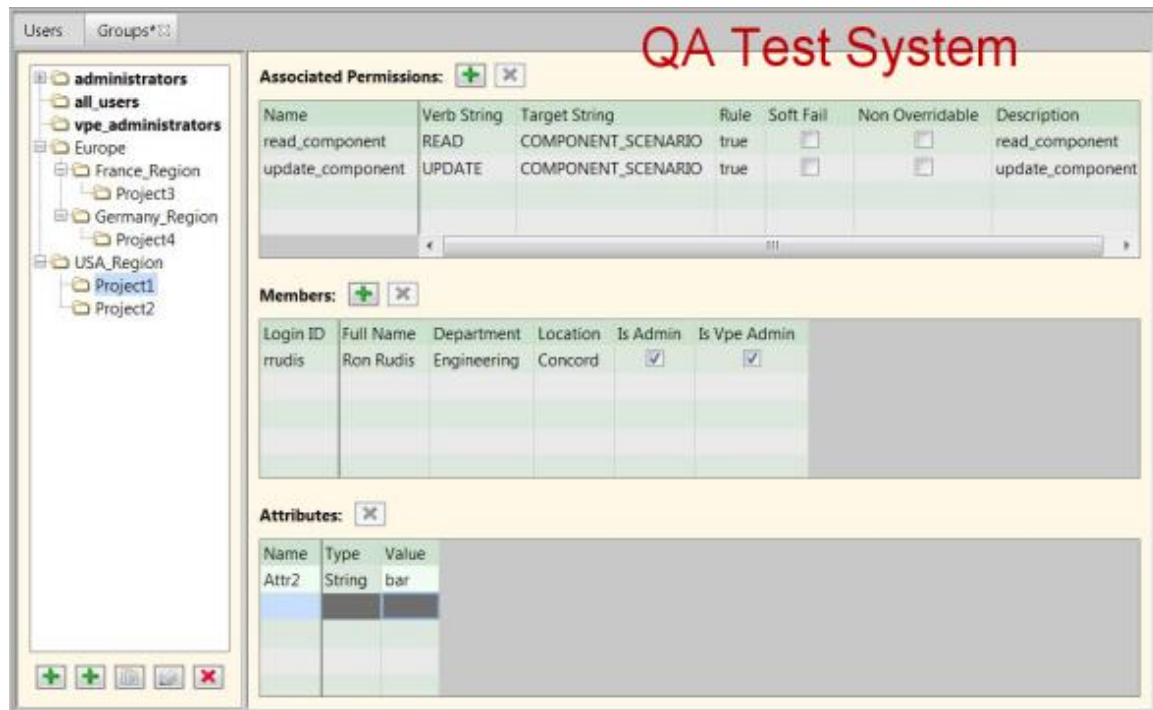 Users Groups*
QA Test System
administrators
all_users
vpe_administrators
Europe
France_Region
Project3
Germany_Region
Project4
USA_Region
Project1
Project2
Associated Permissions:
Name Verb String Target String Rule Soft Fail Non Overridable Description
read_component READ COMPONENT_SCENARIO true read_component
update_component UPDATE COMPONENT_SCENARIO true update_component
Members:
Login ID Full Name Department Location Is Admin Is Vpe Admin
rrudis Ron Rudis Engineering Concord
Attributes:
Name Type Value
Attr2 String bar